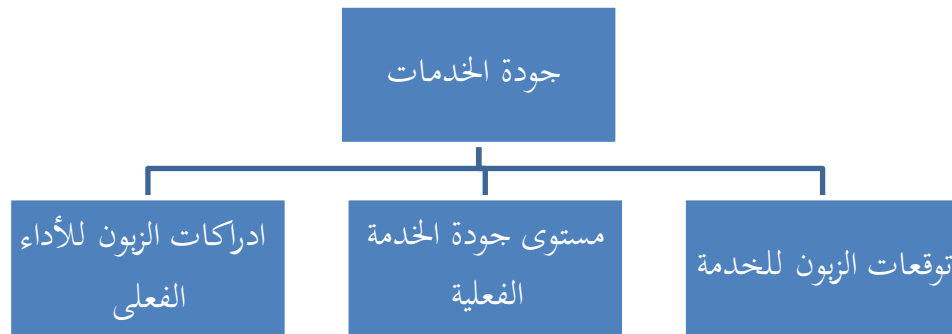 جودة الخدمات
توقعات الزبون للخدمة
مستوى جودة الخدمة
الفعلية
ادراكات الزبون للأداء
الفعلى